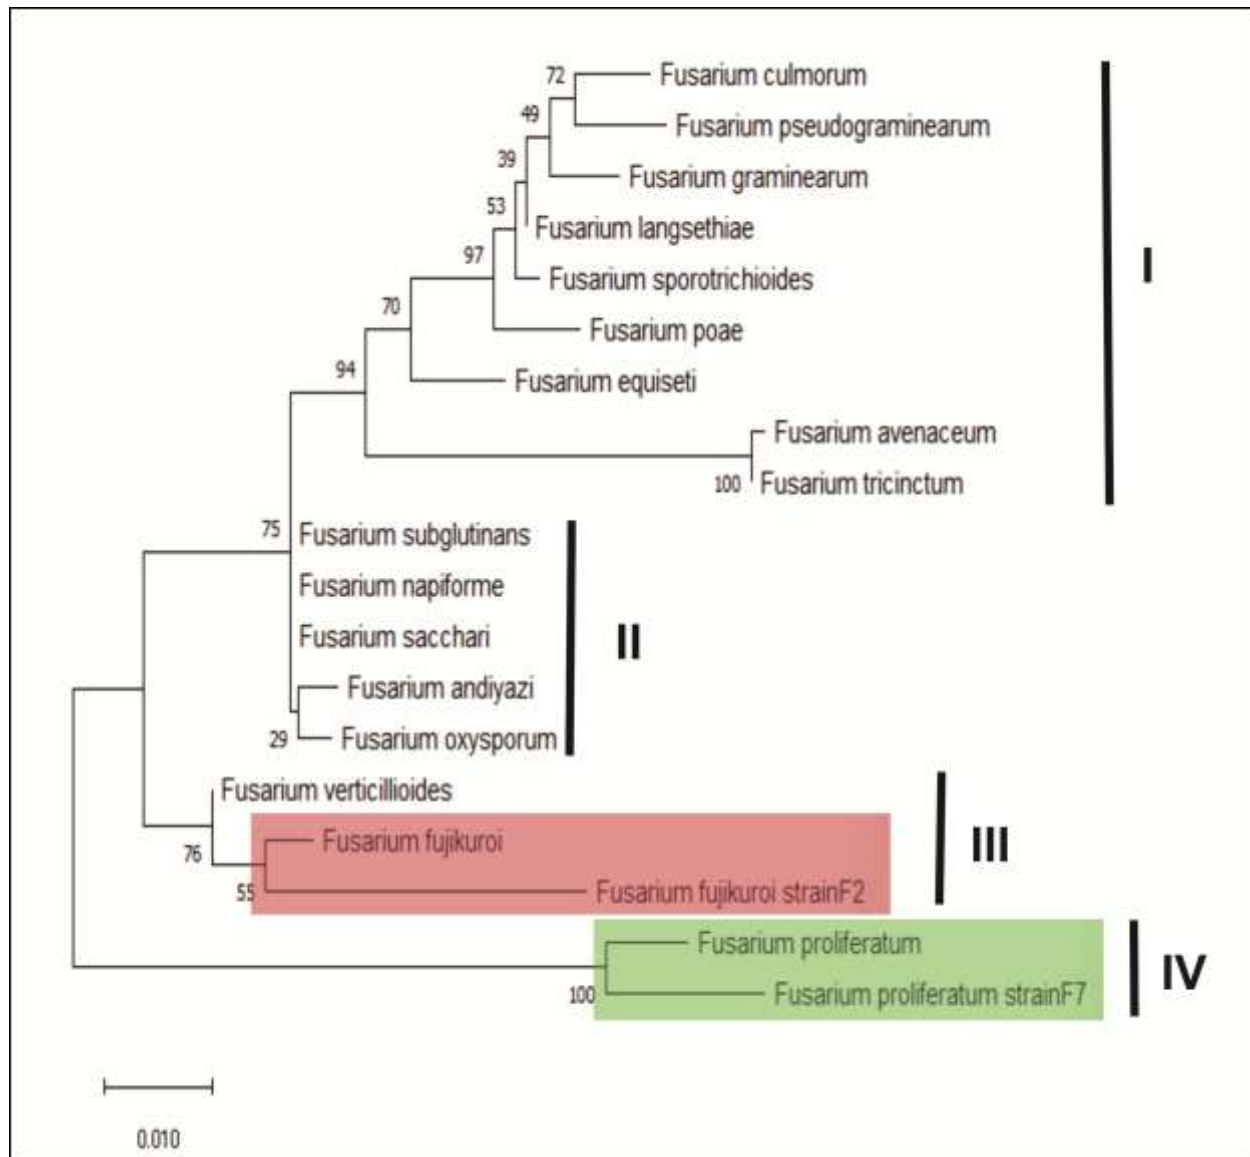 72 Fusarium culmorum
Fusarium pseudograminearum
49
Fusarium graminearum
39
Fusarium langsethiae
53
Fusarium sporotrichioides
97
Fusarium poae
70
Fusarium equiseti
94
Fusarium avenaceum
100 Fusarium tricinctum
I
75 Fusarium subglutinans
Fusarium napiforme
Fusarium sacchari
II
Fusarium andiyazi
29 Fusarium oxysporum
Fusarium verticillioides
76
Fusarium fujikuroi
III
55 Fusarium fujikuroi strainF2
Fusarium proliferatum
IV
100 Fusarium proliferatum strainF7
0.010